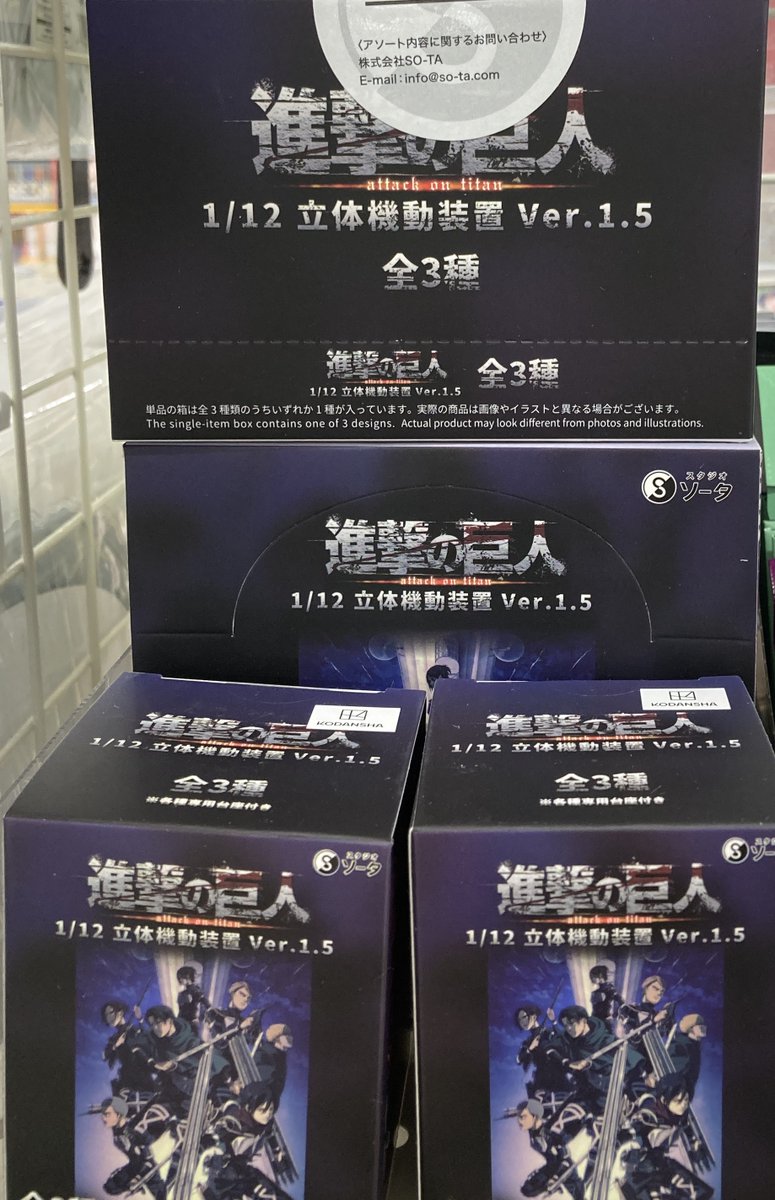 〈アソート内容に関するお問い合わせ〉
株式会社SO-TA
E-mail：info@so-ta.com
進撃の巨人
attack on titan
1/12 立体機動装置 Ver.1.5
全3種
進撃の巨人
attack on titan
1/12 立体機動装置 Ver.1.5
全3種
単品の箱は全3種類のうちいずれか1種が入っています。実際の商品は画像やイラストと異なる場合がございます。
The single-item box contains one of 3 designs. Actual product may look different from photos and illustrations.
スタジオ
ソータ
進撃の巨人
attack on titan
1/12 立体機動装置 Ver.1.5
KODANSHA
進撃の巨人
attack on titan
1/12 立体機動装置 Ver.1.5
全3種
※各種専用台座付き
スタジオ
ソータ
進撃の巨人
attack on titan
1/12 立体機動装置 Ver.1.5
KODANSHA
進撃の巨人
attack on titan
1/12 立体機動装置 Ver.1.5
全3種
※各種専用台座付き
進撃の巨人
attack on titan
1/12 立体機動装置 Ver.1.5